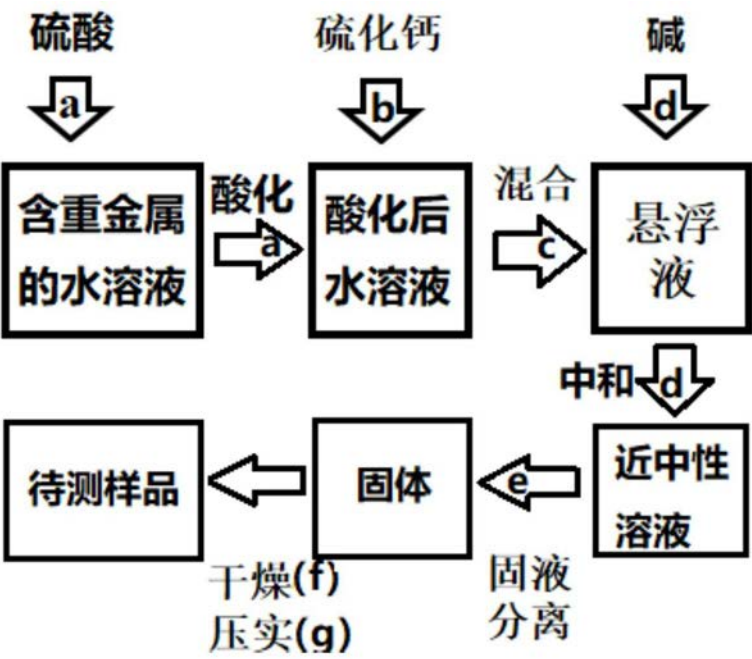 硫酸
硫化钙
碱
a
b
d
含重金属
的水溶液
酸化
a
酸化后
水溶液
混合
c
悬浮
液
中和
d
近中性
溶液
e
固液
分离
固体
干燥(f)
压实(g)
待测样品